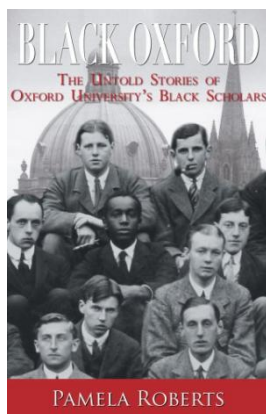 BLACK OXFORD
THE UNTOLD STORIES OF
OXFORD UNIVERSITY'S BLACK SCHOLARS
PAMELA ROBERTS